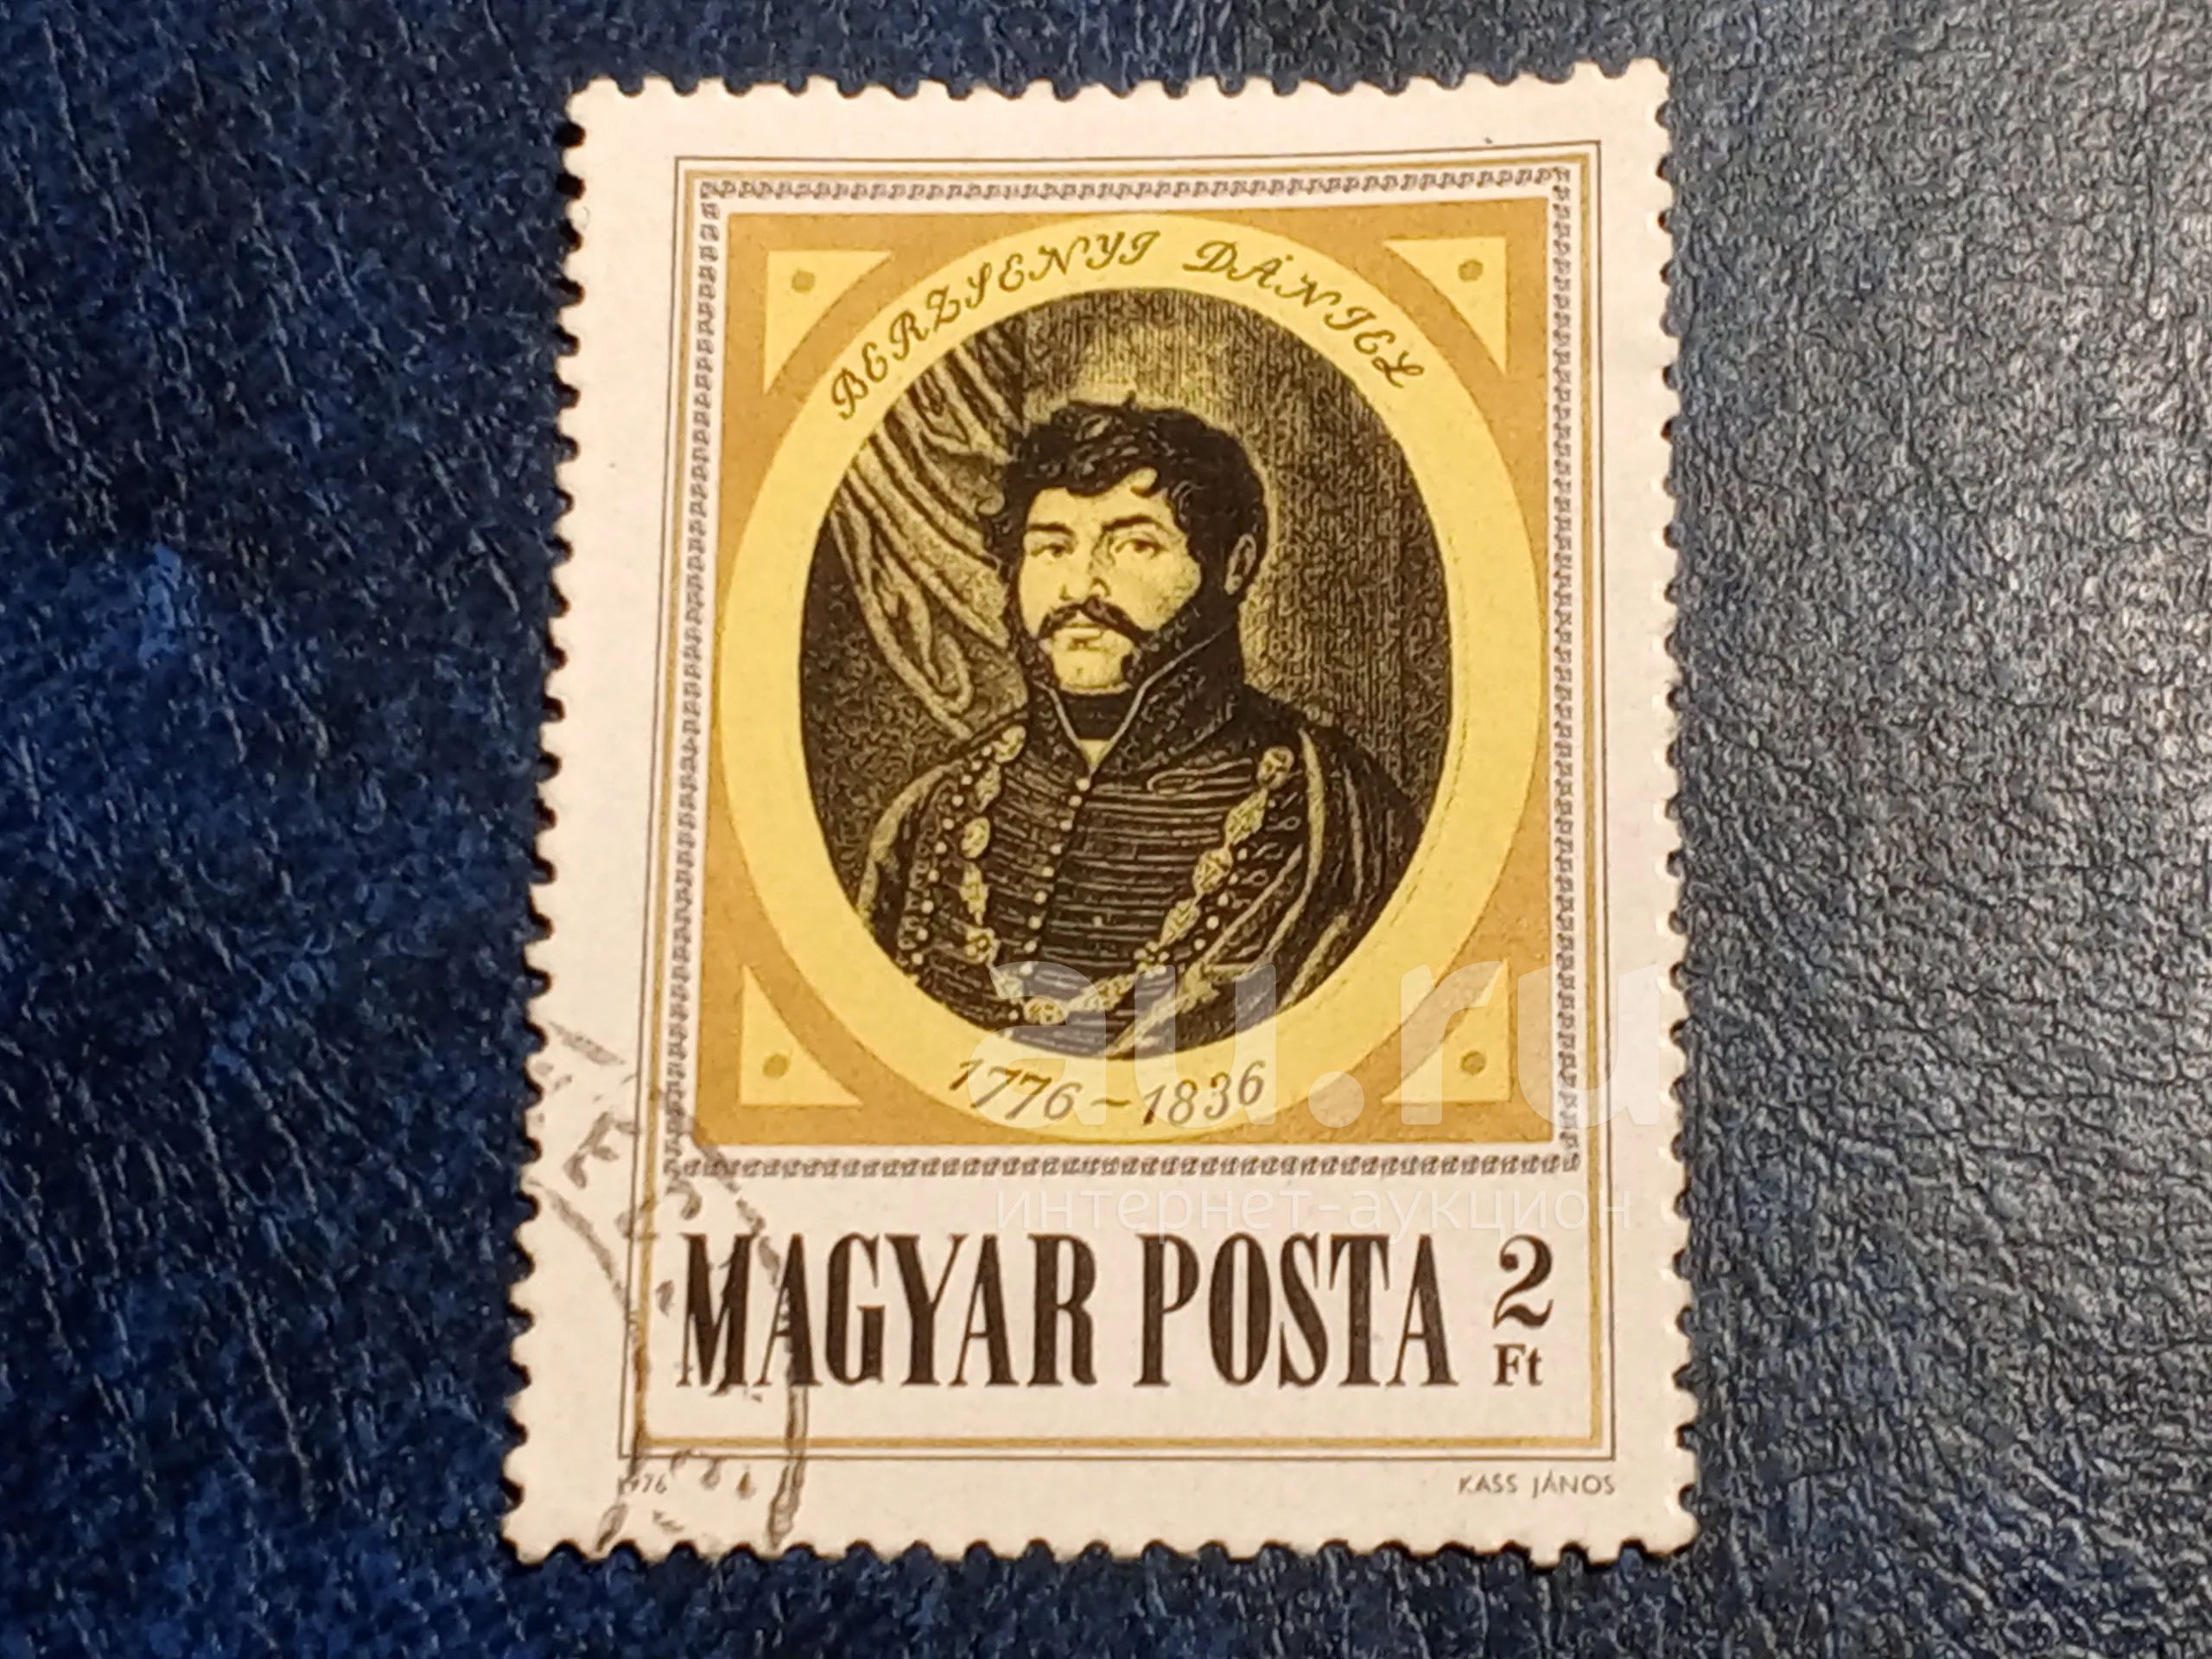 BERZSENYI DÁNIEL
1776-1836
au.ru
интернет-аукцион
MAGYAR POSTA 2
Ft
1976
KASS JÁNOS